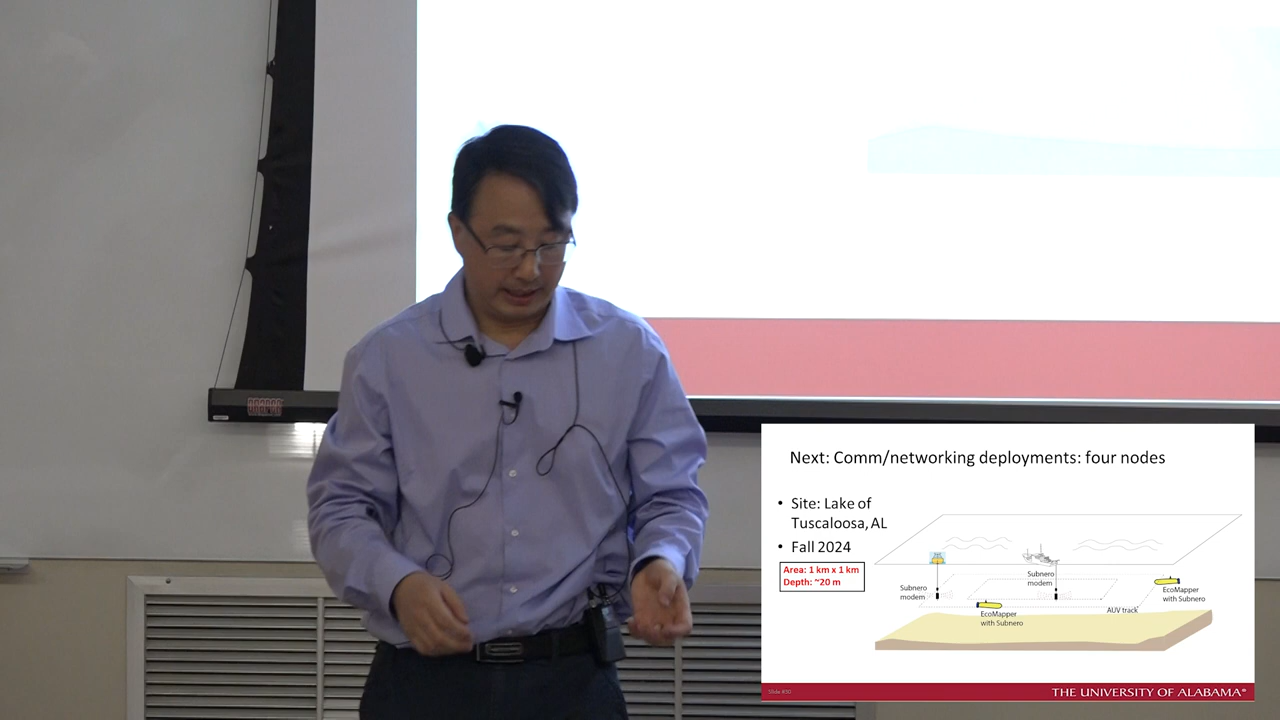 Next: Comm/networking deployments: four nodes
• Site: Lake of
Tuscaloosa, AL
• Fall 2024
Area: 1 km x 1 km
Depth: ~20 m
Subnero
modem
Subnero
modem
EcoMapper
with Subnero
AUV track
EcoMapper
with Subnero
Slide #30
THE UNIVERSITY OF ALABAMA®